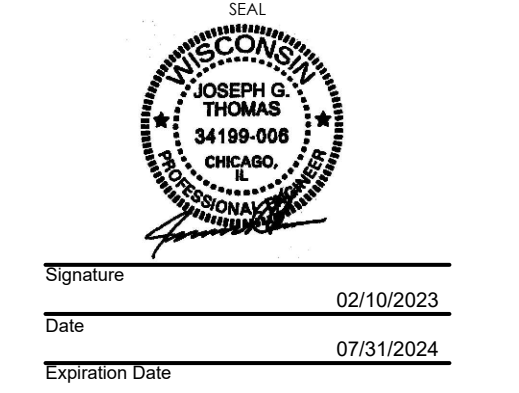 SEAL
WISCONSIN
JOSEPH G.
THOMAS
34199-006
CHICAGO,
IL
PROFESSIONAL ENGINEER
Signature
02/10/2023
Date
07/31/2024
Expiration Date